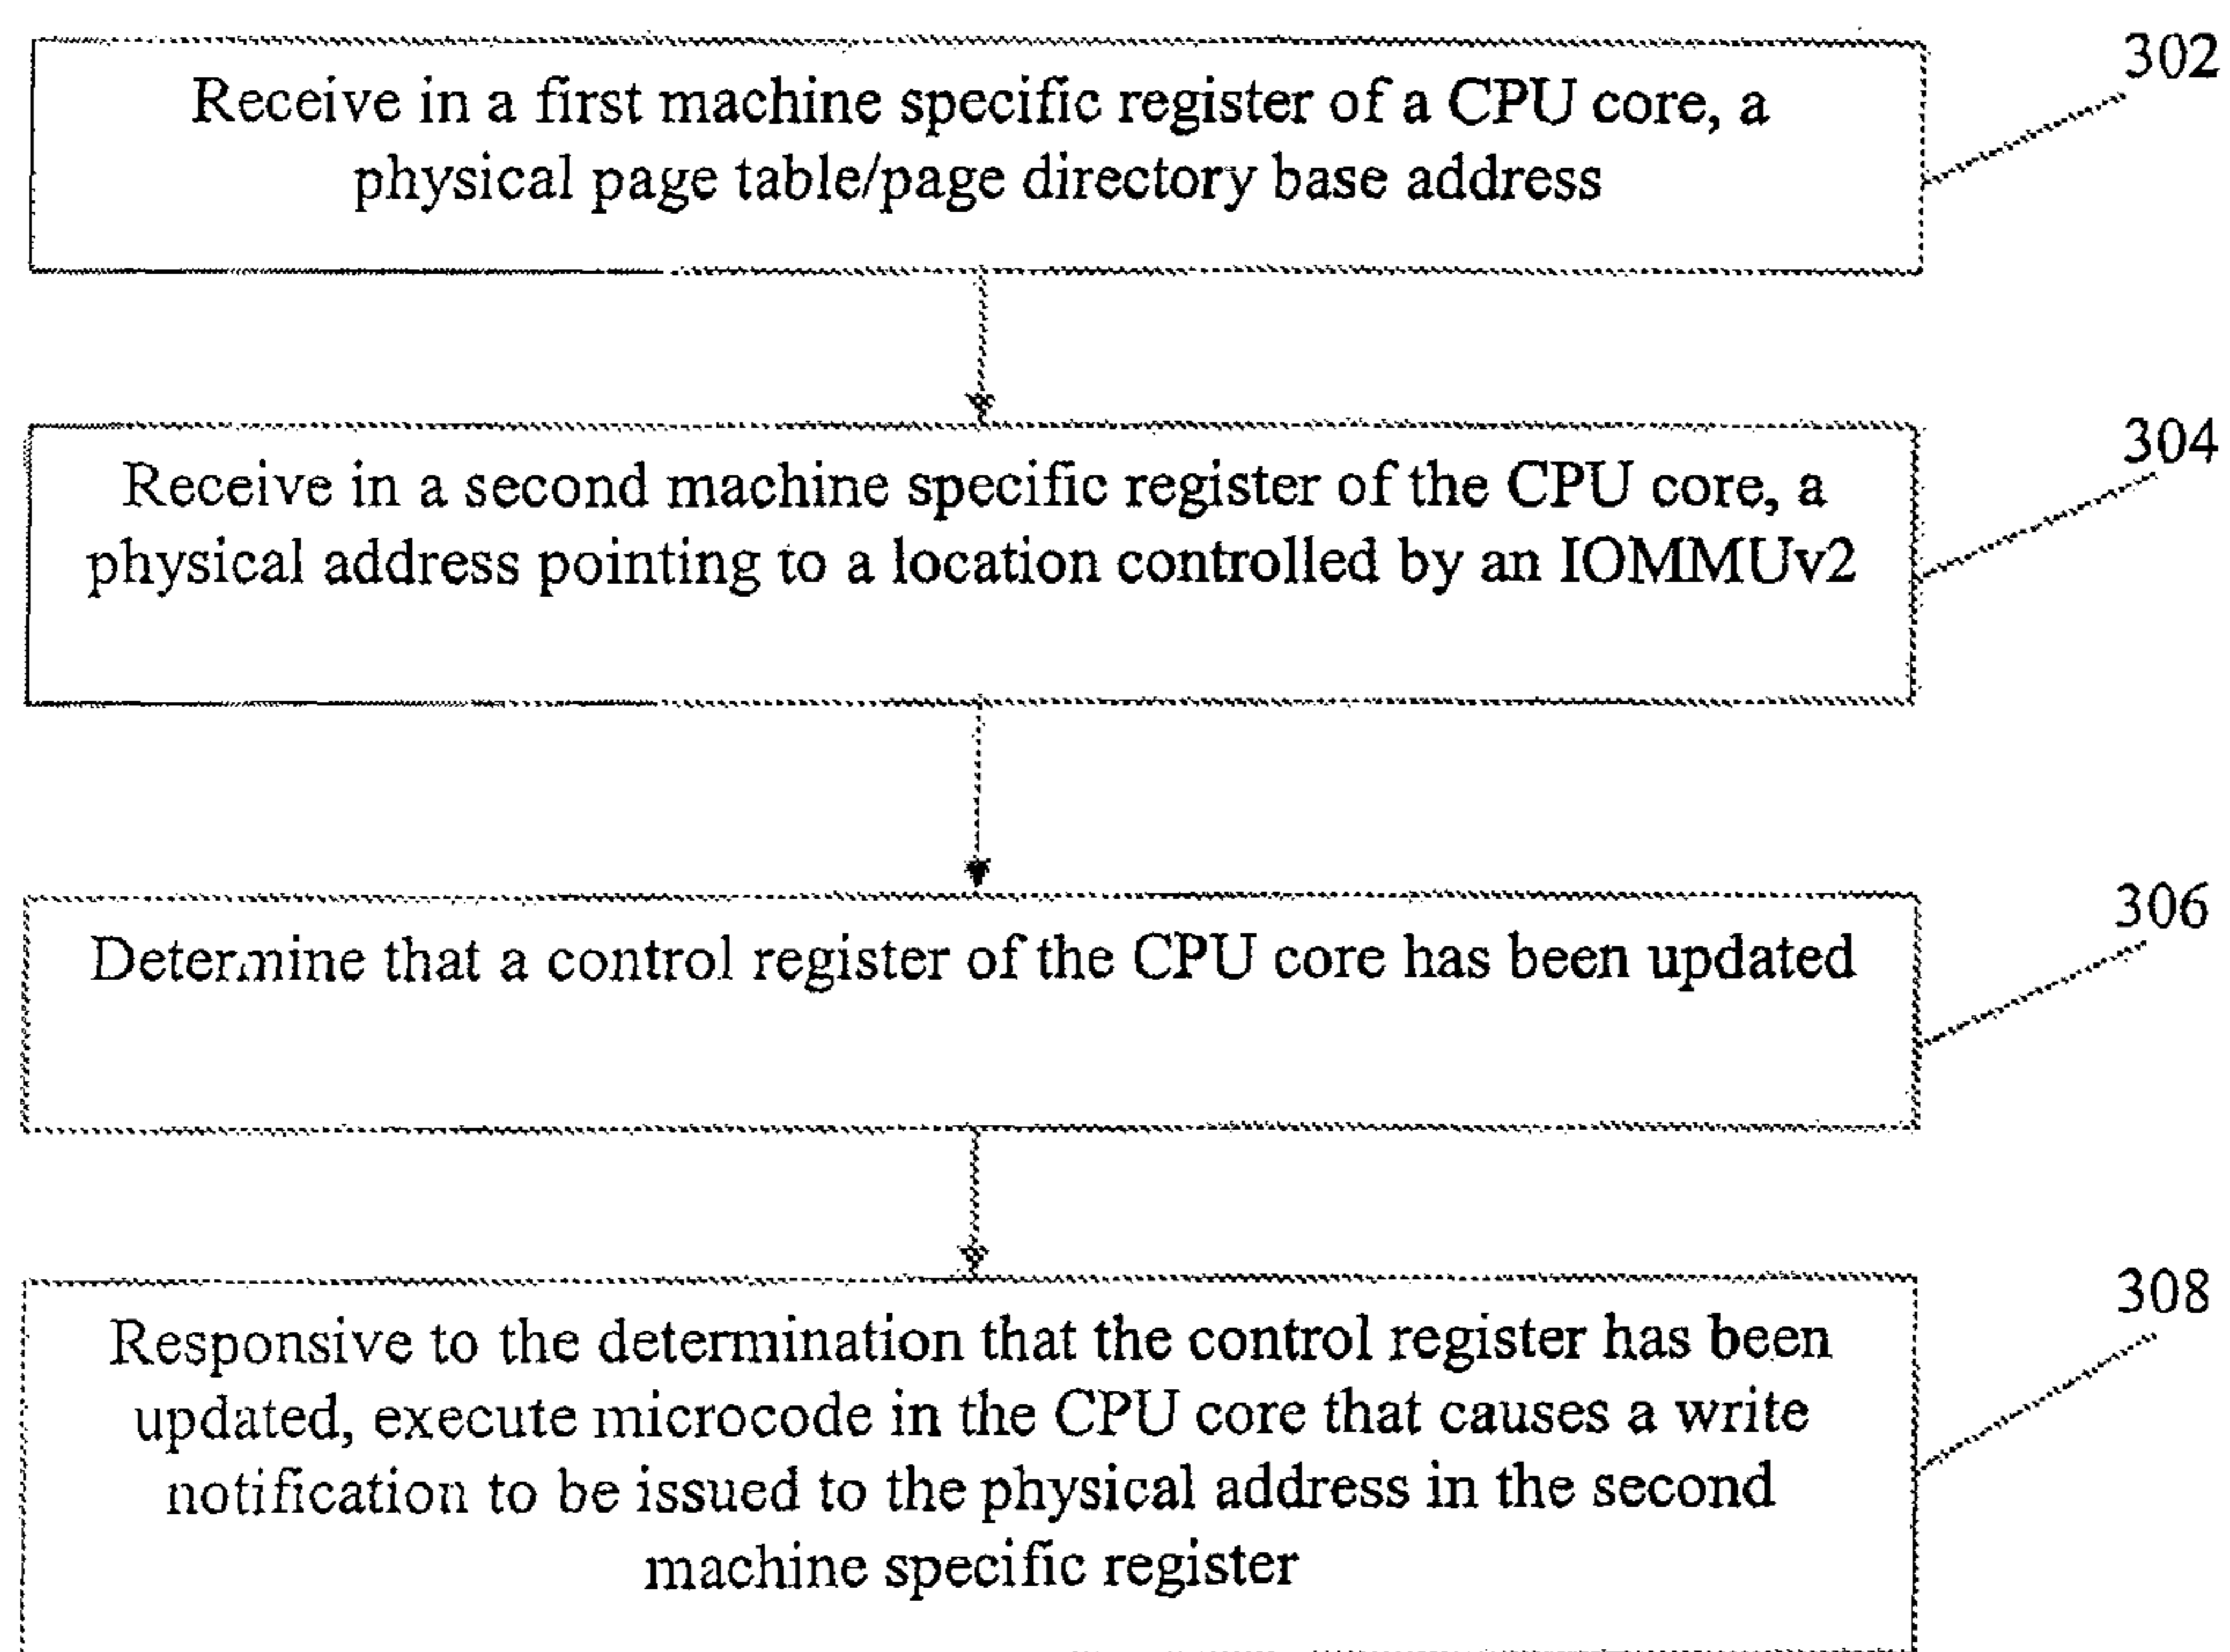 302
Receive in a first machine specific register of a CPU core, a
physical page table/page directory base address
304
Receive in a second machine specific register of the CPU core, a
physical address pointing to a location controlled by an IOMMUv2
306
Determine that a control register of the CPU core has been updated
308
Responsive to the determination that the control register has been
updated, execute microcode in the CPU core that causes a write
notification to be issued to the physical address in the second
machine specific register